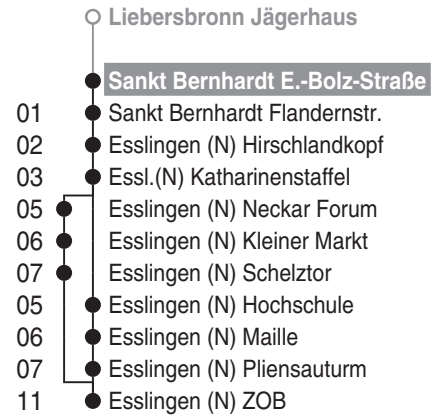 Liebersbronn Jägerhaus
Sankt Bernhardt E.-Bolz-Straße
01 Sankt Bernhardt Flandernstr.
02 Esslingen (N) Hirschlandkopf
03 Essl.(N) Katharinenstaffel
05 Esslingen (N) Neckar Forum
06 Esslingen (N) Kleiner Markt
07 Esslingen (N) Schelztor
05 Esslingen (N) Hochschule
06 Esslingen (N) Maille
07 Esslingen (N) Pliensauturm
11 Esslingen (N) ZOB